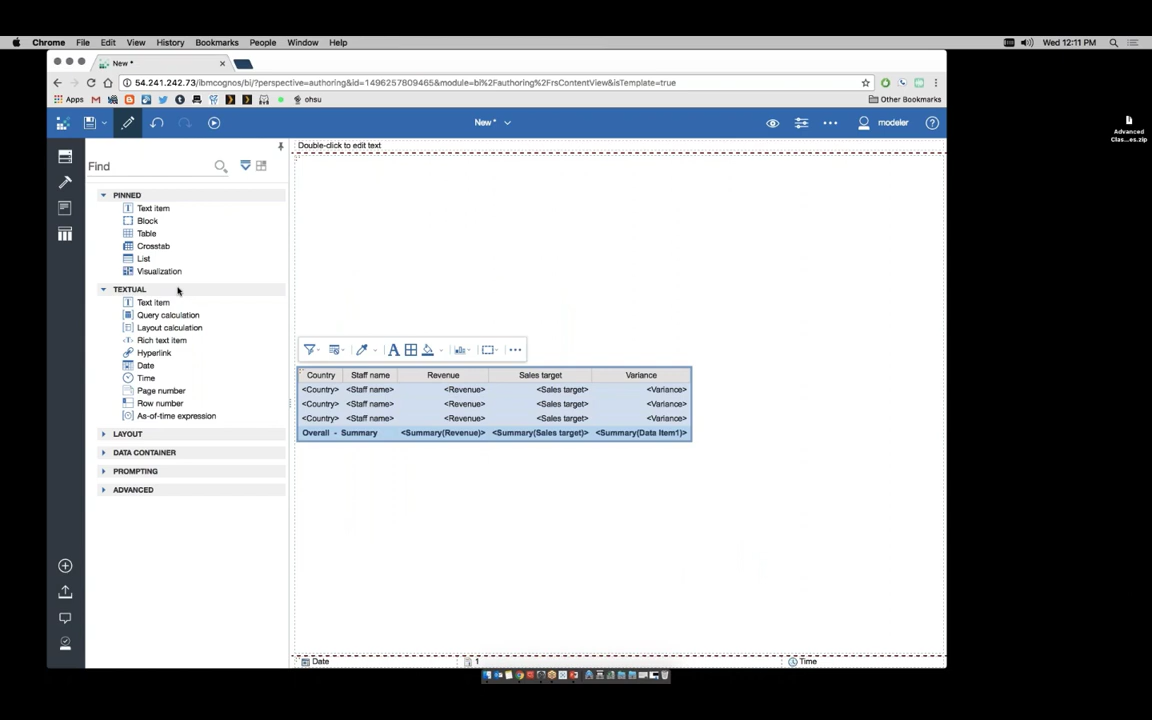 Chrome File Edit View History Bookmarks People Window Help Wed 12:11 PM
New *
54.241.242.73/ibmcognos/bi/?perspective=authoring&id=1496257809465&module=bi%2Fauthoring%2FrsContentView&isTemplate=true
Apps ohsu Other Bookmarks
New * modeler
Advanced
Clas...es.zip
Double-click to edit text
Find
PINNED
Text item
Block
Table
Crosstab
List
Visualization
TEXTUAL
Text item
Query calculation
Layout calculation
Rich text item
Hyperlink
Date
Time
Page number
Row number
As-of-time expression
LAYOUT
DATA CONTAINER
PROMPTING
ADVANCED
Country Staff name Revenue Sales target Variance
<Country> <Staff name> <Revenue> <Sales target> <Variance>
<Country> <Staff name> <Revenue> <Sales target> <Variance>
<Country> <Staff name> <Revenue> <Sales target> <Variance>
Overall - Summary <Summary(Revenue)> <Summary(Sales target)> <Summary(Data Item1)>
Date 1 Time